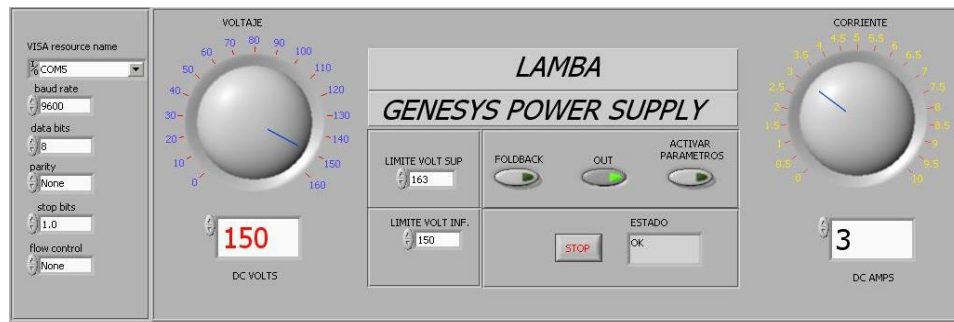 VISA resource name
COM5
baud rate
9600
data bits
8
parity
None
stop bits
1.0
flow control
None
VOLTAJE
0 10 20 30 40 50 60 70 80 90 100 110 120 130 140 150 160
150
DC VOLTS
LAMBA
GENESYS POWER SUPPLY
LIMITE VOLT SUP
163
LIMITE VOLT INF.
150
FOLDBACK
OUT
ACTIVAR
PARAMETROS
STOP
ESTADO
OK
CORRIENTE
0 0.5 1 1.5 2 2.5 3 3.5 4 4.5 5 5.5 6 6.5 7 7.5 8 8.5 9 9.5 10
3
DC AMPS